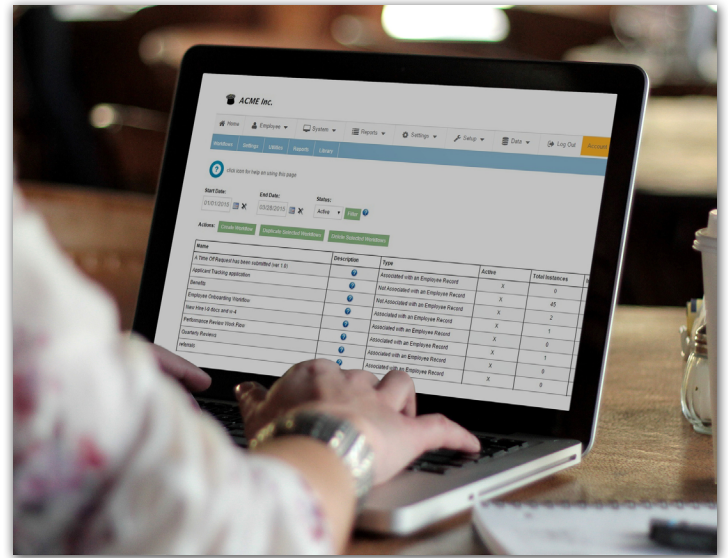 ACME Inc.
Home Employee System Reports Settings Setup Data Log Out Account
Workflows Settings Utilities Reports Library
? click icon for help on using this page
Start Date: End Date: Status:
01/01/2015 03/28/2015 Active Filter ?
Actions: Create Workflow Duplicate Selected Workflows Delete Selected Workflows
Name Description Type Active Total Instances
A Time Off Request has been submitted (ver 1.0) ? Associated with an Employee Record X 0
Applicant Tracking application ? Not Associated with an Employee Record X 45
Benefits ? Not Associated with an Employee Record X 2
Employee Onboarding Workflow ? Associated with an Employee Record X 1
New Hire I-9 docs and w-4 ? Associated with an Employee Record X 0
Performance Review Work Flow ? Associated with an Employee Record X 1
Quarterly Reviews ? Associated with an Employee Record X 0
referrals ? Associated with an Employee Record X 0